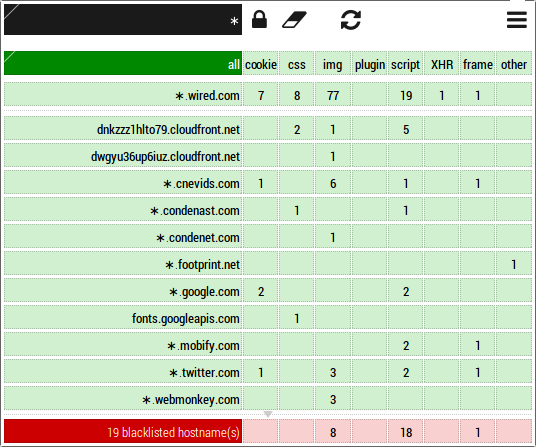 ∗
all cookie css img plugin script XHR frame other
∗.wired.com 7 8 77 19 1 1
dnkzzz1hlto79.cloudfront.net 2 1 5
dwgyu36up6iuz.cloudfront.net 1
∗.cnevids.com 1 6 1 1
∗.condenast.com 1 1
∗.condenet.com 1
∗.footprint.net 1
∗.google.com 2 2
fonts.googleapis.com 1
∗.mobify.com 2 1
∗.twitter.com 1 3 2 1
∗.webmonkey.com 3
19 blacklisted hostname(s) 8 18 1